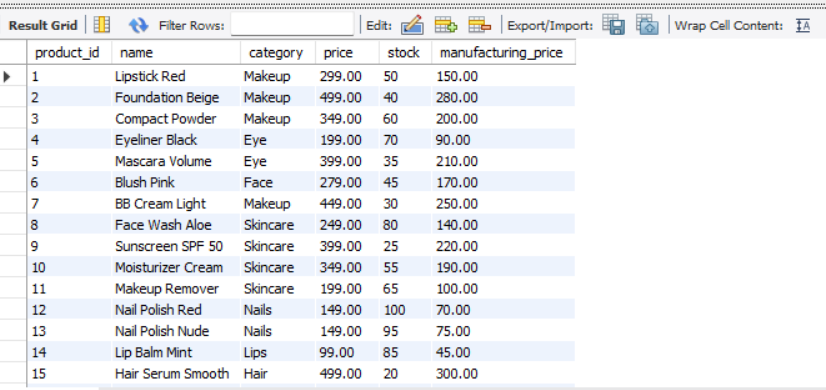 Result Grid Filter Rows: Edit: Export/Import: Wrap Cell Content: IA
product_id name category price stock manufacturing_price
1 Lipstick Red Makeup 299.00 50 150.00
2 Foundation Beige Makeup 499.00 40 280.00
3 Compact Powder Makeup 349.00 60 200.00
4 Eyeliner Black Eye 199.00 70 90.00
5 Mascara Volume Eye 399.00 35 210.00
6 Blush Pink Face 279.00 45 170.00
7 BB Cream Light Makeup 449.00 30 250.00
8 Face Wash Aloe Skincare 249.00 80 140.00
9 Sunscreen SPF 50 Skincare 399.00 25 220.00
10 Moisturizer Cream Skincare 349.00 55 190.00
11 Makeup Remover Skincare 199.00 65 100.00
12 Nail Polish Red Nails 149.00 100 70.00
13 Nail Polish Nude Nails 149.00 95 75.00
14 Lip Balm Mint Lips 99.00 85 45.00
15 Hair Serum Smooth Hair 499.00 20 300.00